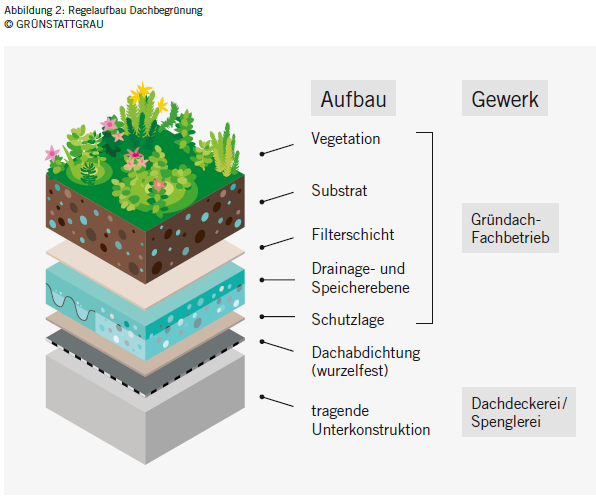 Abbildung 2: Regelaufbau Dachbegrünung
© GRÜNSTATTGRAU
Aufbau
Gewerk
Vegetation
Substrat
Filterschicht
Drainage- und
Speicherebene
Schutzlage
Gründach-
Fachbetrieb
Dachabdichtung
(wurzelfest)
tragende
Unterkonstruktion
Dachdeckerei/
Spenglerei